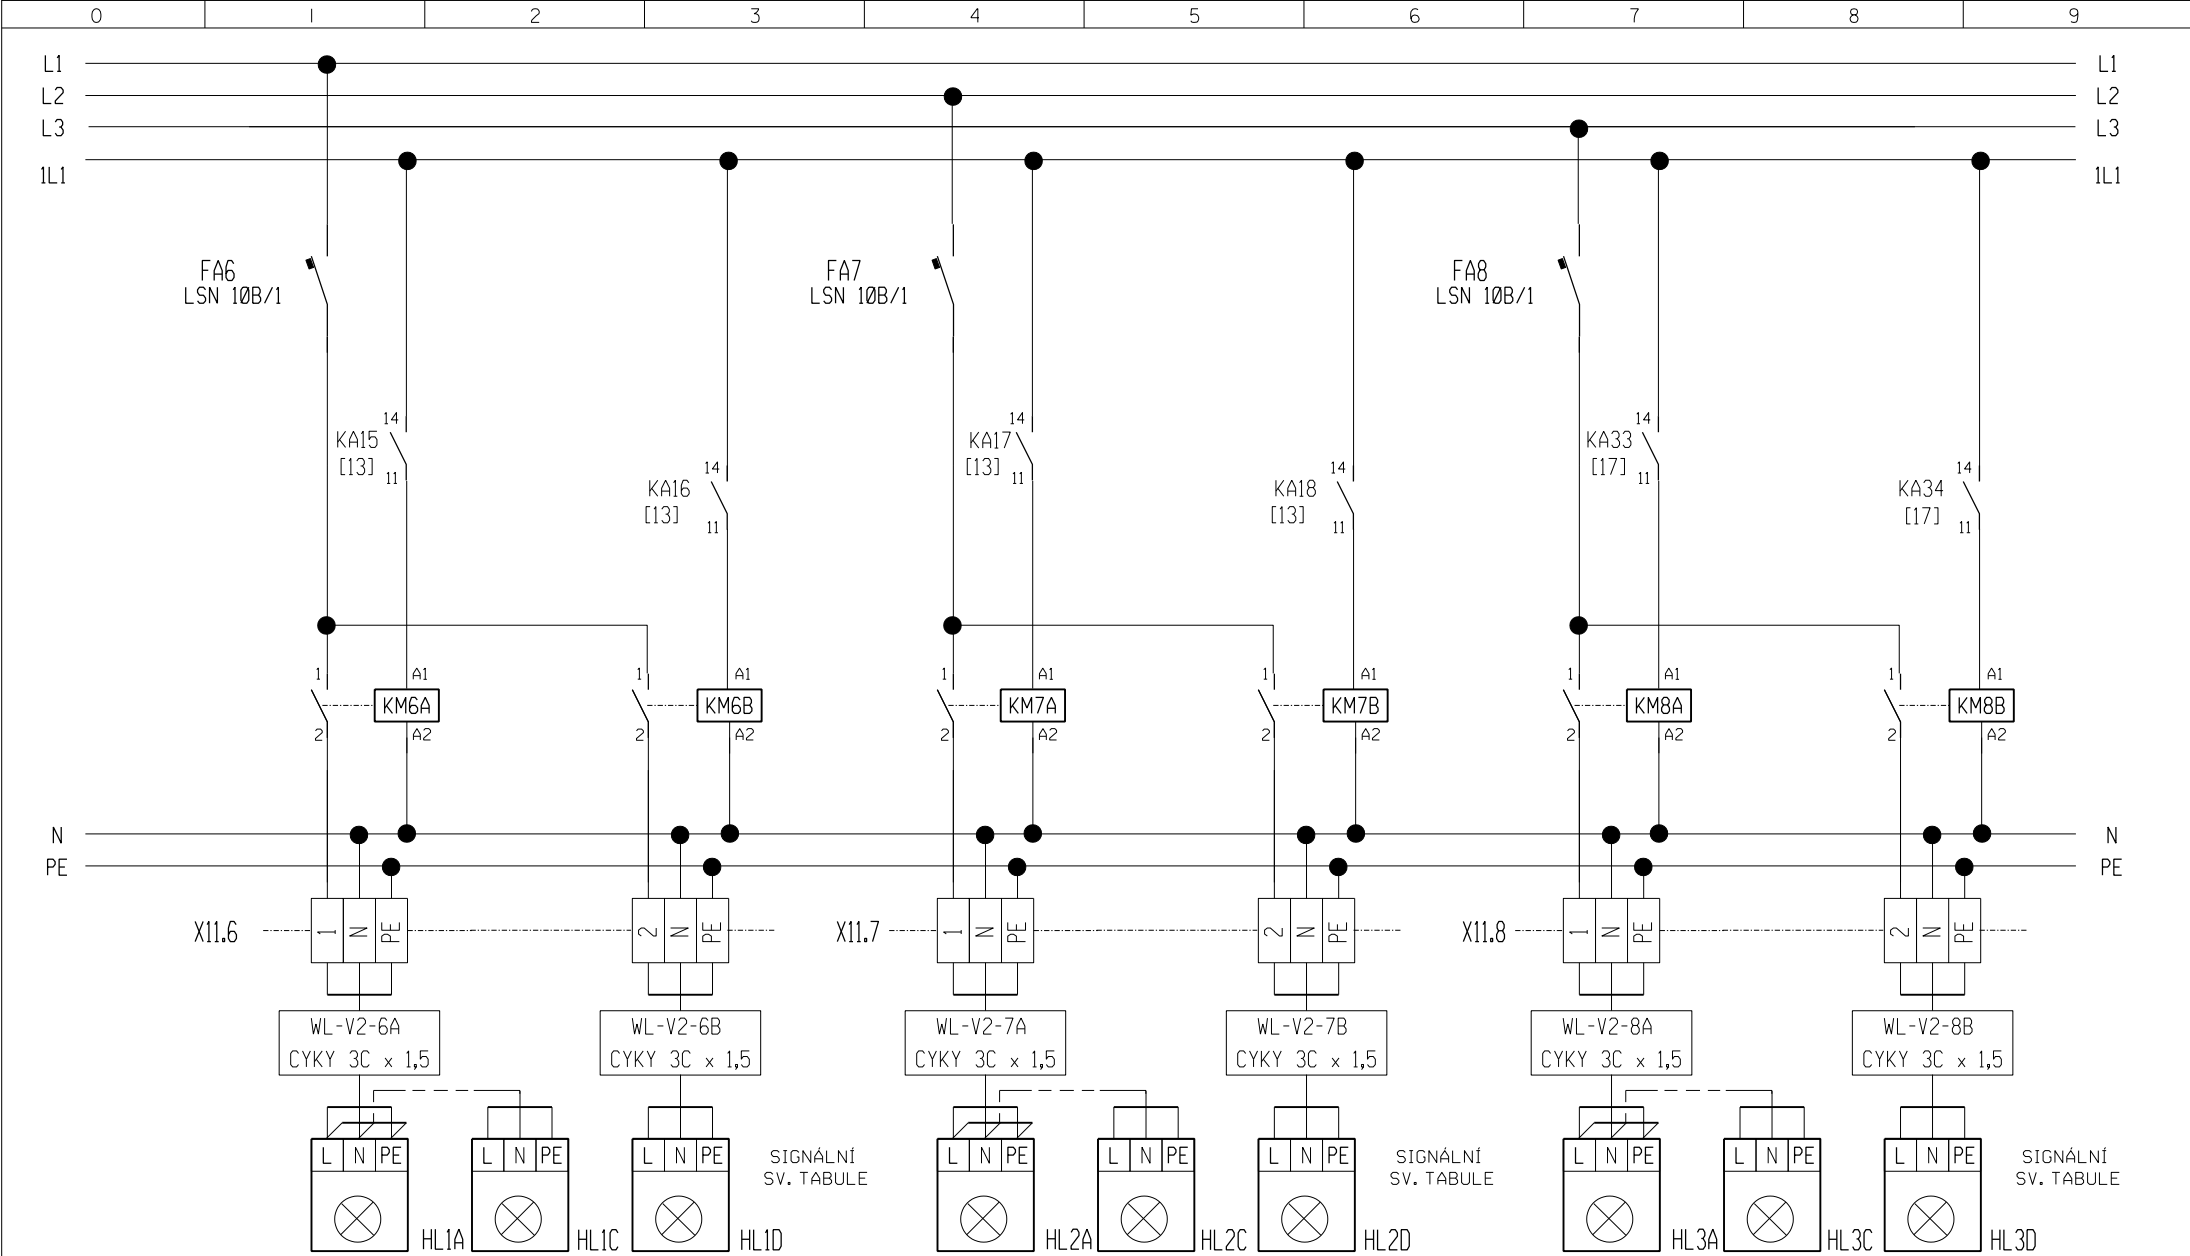 0 1 2 3 4 5 6 7 8 9
L1 L1
L2 L2
L3 L3
1L1 1L1
FA6 FA7 FA8
LSN 10B/1 LSN 10B/1 LSN 10B/1
14 14 14
KA15 KA17 KA33
[13] [13] [17]
11 11 11
14 14 14
KA16 KA18 KA34
[13] [13] [17]
11 11 11
1 A1 1 A1 1 A1 1 A1 1 A1 1 A1
KM6A KM6B KM7A KM7B KM8A KM8B
2 A2 2 A2 2 A2 2 A2 2 A2 2 A2
N N
PE PE
X11.6 1 N PE 2 N PE X11.7 1 N PE 2 N PE X11.8 1 N PE 2 N PE
WL-V2-6A WL-V2-6B WL-V2-7A WL-V2-7B WL-V2-8A WL-V2-8B
CYKY 3C x 1,5 CYKY 3C x 1,5 CYKY 3C x 1,5 CYKY 3C x 1,5 CYKY 3C x 1,5 CYKY 3C x 1,5
L N PE L N PE L N PE SIGNÁLNÍ L N PE L N PE L N PE SIGNÁLNÍ L N PE L N PE L N PE SIGNÁLNÍ
SV. TABULE SV. TABULE SV. TABULE
HL1A HL1C HL1D HL2A HL2C HL2D HL3A HL3C HL3D